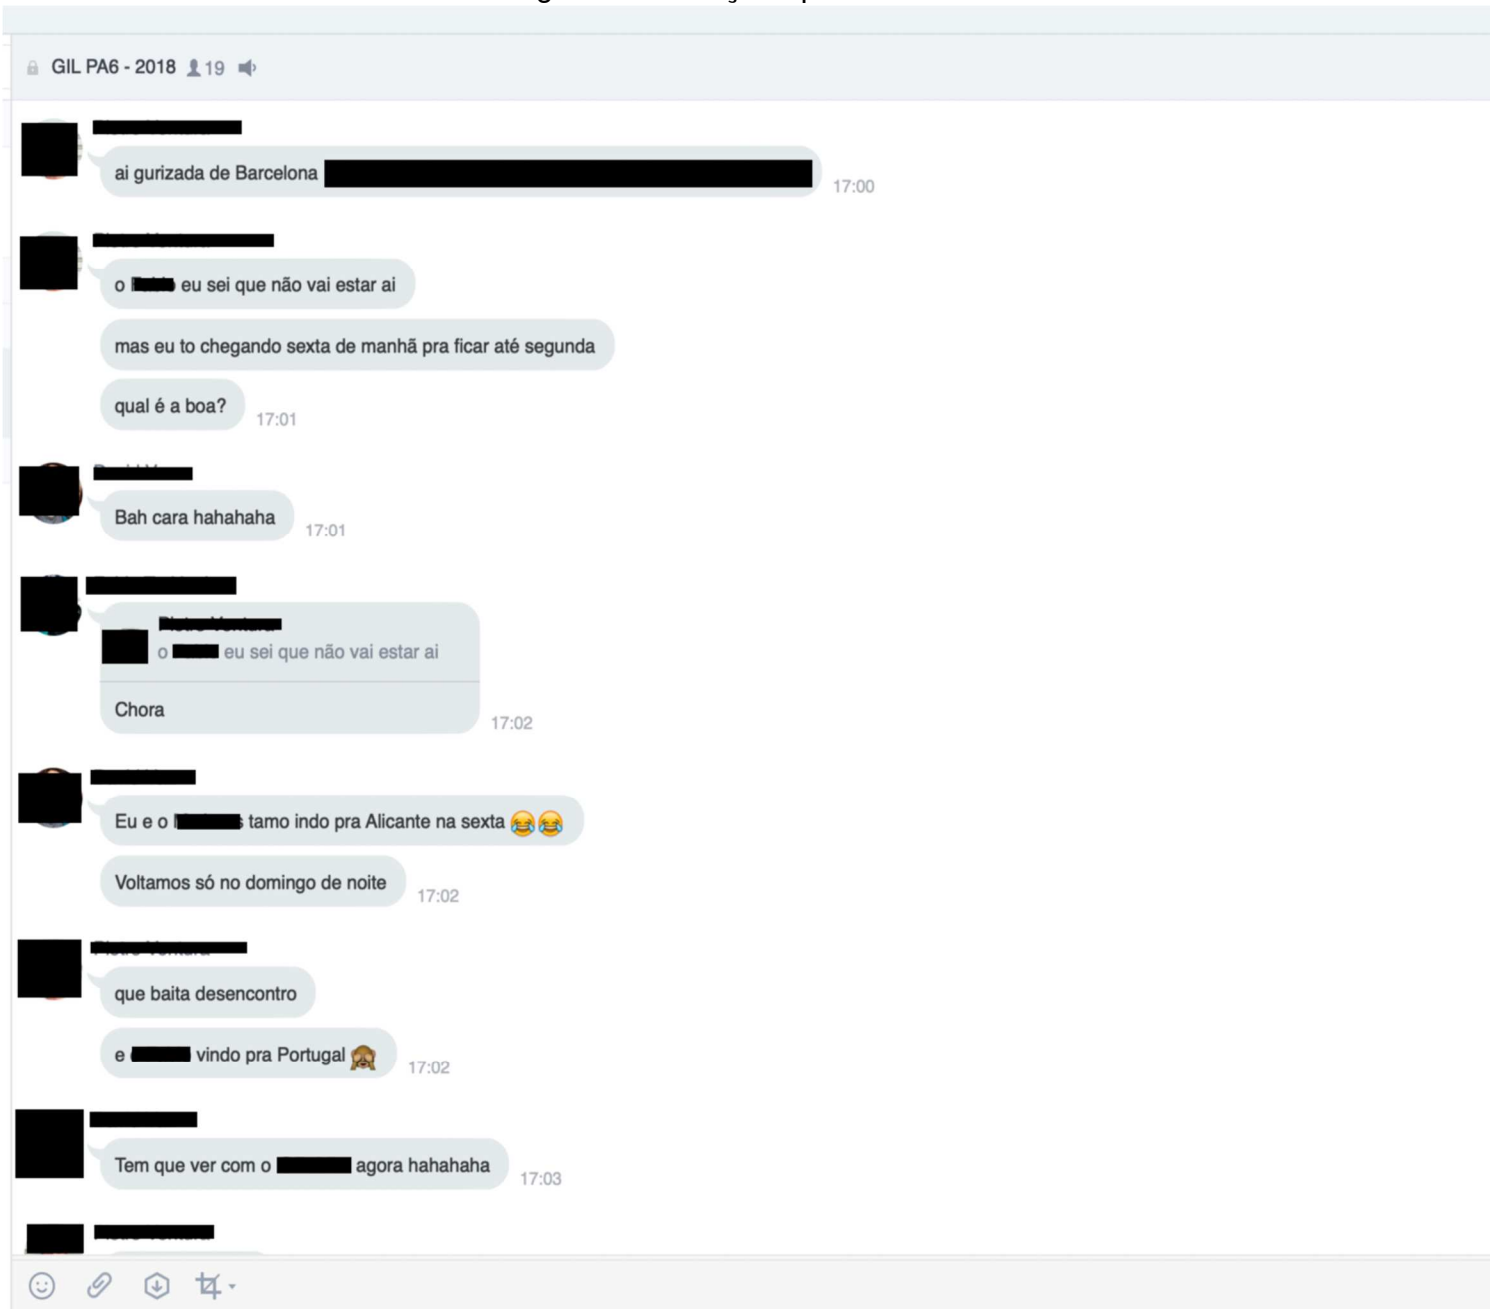 GIL PA6 - 2018 19
ai gurizada de Barcelona
17:00
o eu sei que não vai estar ai
mas eu to chegando sexta de manhã pra ficar até segunda
qual é a boa?
17:01
Bah cara hahahaha
17:01
o eu sei que não vai estar ai
Chora
17:02
Eu e o tamo indo pra Alicante na sexta 😂😂
Voltamos só no domingo de noite
17:02
que baita desencontro
e vindo pra Portugal 🙈
17:02
Tem que ver com o agora hahahaha
17:03